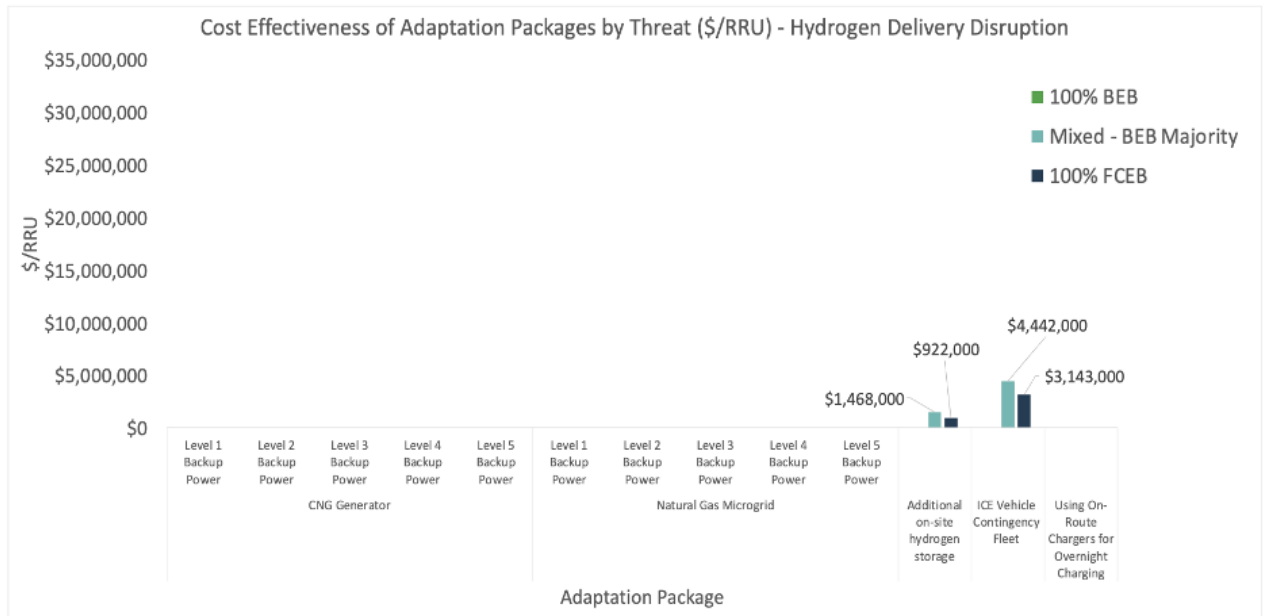 Cost Effectiveness of Adaptation Packages by Threat ($/RRU) - Hydrogen Delivery Disruption
$35,000,000
$30,000,000
$25,000,000
$20,000,000
$15,000,000
$10,000,000
$5,000,000
$0
$/RRU
100% BEB
Mixed - BEB Majority
100% FCEB
$1,468,000
$922,000
$4,442,000
$3,143,000
Level 1
Backup
Power
Level 2
Backup
Power
Level 3
Backup
Power
Level 4
Backup
Power
Level 5
Backup
Power
CNG Generator
Level 1
Backup
Power
Level 2
Backup
Power
Level 3
Backup
Power
Level 4
Backup
Power
Level 5
Backup
Power
Natural Gas Microgrid
Additional
on-site
hydrogen
storage
ICE Vehicle
Contingency
Fleet
Using On-
Route
Chargers for
Overnight
Charging
Adaptation Package